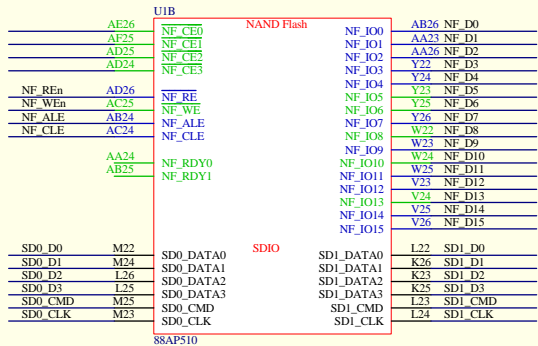 U1B
NAND Flash
AE26 NF_CE0 NF_IO0 AB26 NF_D0
AF25 NF_CE1 NF_IO1 AA23 NF_D1
AD25 NF_CE2 NF_IO2 AA26 NF_D2
AD24 NF_CE3 NF_IO3 Y22 NF_D3
NF_IO4 Y24 NF_D4
NF_REn AD26 NF_RE NF_IO5 Y23 NF_D5
NF_WEn AC25 NF_WE NF_IO6 Y25 NF_D6
NF_ALE AB24 NF_ALE NF_IO7 Y26 NF_D7
NF_CLE AC24 NF_CLE NF_IO8 W22 NF_D8
NF_IO9 W23 NF_D9
AA24 NF_RDY0 NF_IO10 W24 NF_D10
AB25 NF_RDY1 NF_IO11 W25 NF_D11
NF_IO12 V23 NF_D12
NF_IO13 V24 NF_D13
NF_IO14 V25 NF_D14
NF_IO15 V26 NF_D15
SDIO
SD0_D0 M22 SD0_DATA0 SD1_DATA0 L22 SD1_D0
SD0_D1 M24 SD0_DATA1 SD1_DATA1 K26 SD1_D1
SD0_D2 L26 SD0_DATA2 SD1_DATA2 K23 SD1_D2
SD0_D3 L25 SD0_DATA3 SD1_DATA3 K25 SD1_D3
SD0_CMD M25 SD0_CMD SD1_CMD L23 SD1_CMD
SD0_CLK M23 SD0_CLK SD1_CLK L24 SD1_CLK
88AP510